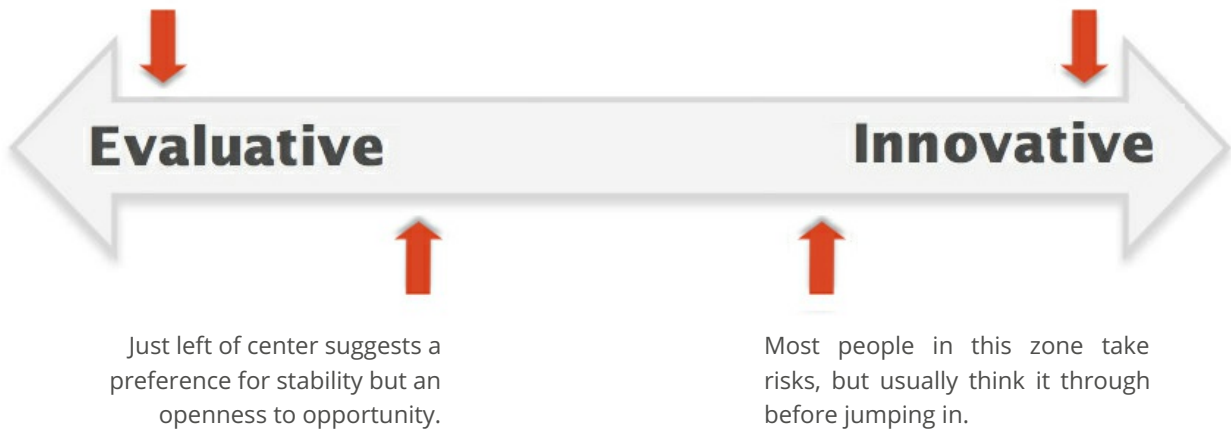 Evaluative
Innovative
Just left of center suggests a
preference for stability but an
openness to opportunity.
Most people in this zone take
risks, but usually think it through
before jumping in.